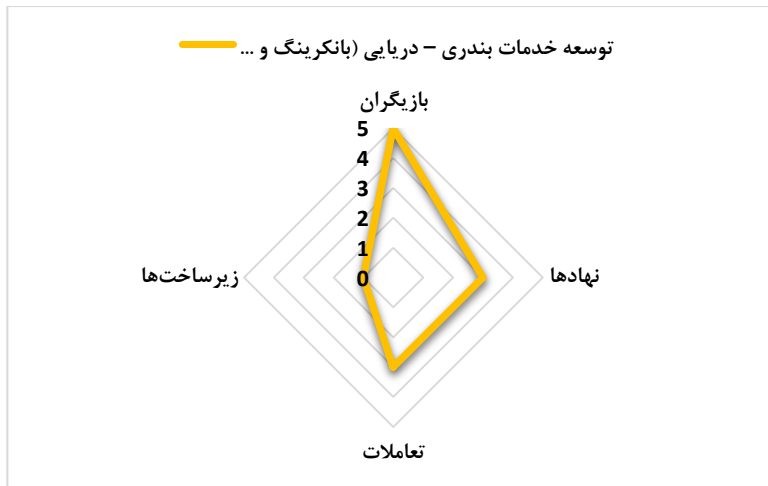 توسعه خدمات بندری – دریایی (بانکرینگ و ...
بازیگران
5
4
3
2
1
0
زیرساخت‌ها
نهادها
تعاملات